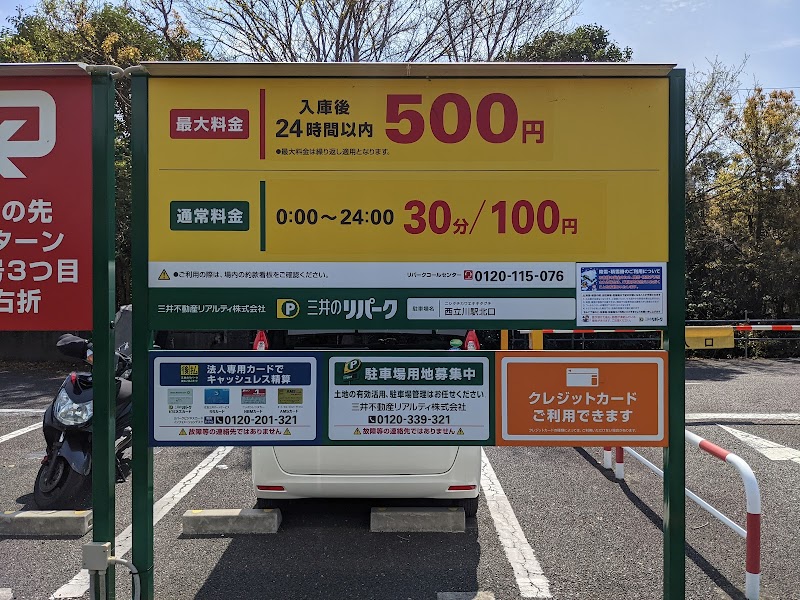 の先
ターン
号3つ目
右折
最大料金
入庫後
24時間以内
500円
●最大料金は繰り返し適用となります。
通常料金
0:00～24:00
30分/100円
●ご利用の際は、場内の約款看板をご確認ください。
リパークコールセンター
0120-115-076
三井不動産リアルティ株式会社
P 三井のリパーク
駐車場名
ニシタチカワエキキタグチ
西立川駅北口
法人専用カードで
キャッシュレス精算
0120-201-321
⚠故障等の連絡先ではありません⚠
P 駐車場用地募集中
土地の有効活用、駐車場管理はお任せください
三井不動産リアルティ株式会社
0120-339-321
⚠故障等の連絡先ではありません⚠
クレジットカード
ご利用できます